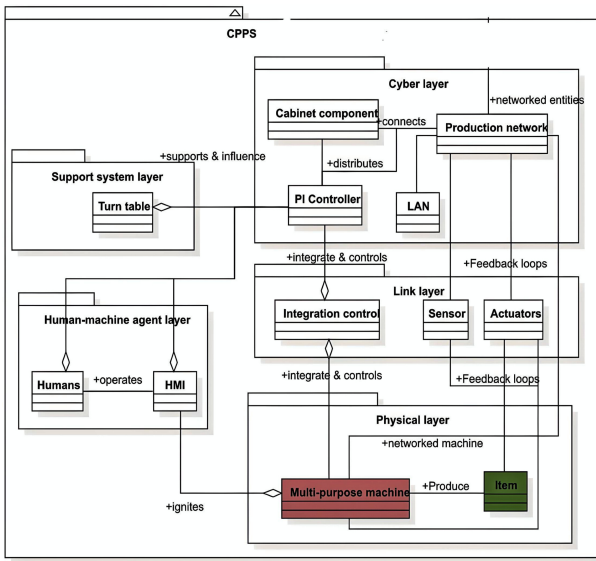 CPPS
Cyber layer
+networked entities
Cabinet component
+connects
Production network
+supports & influence
+distributes
Support system layer
Turn table
PI Controller
LAN
+integrate & controls
+Feedback loops
Link layer
Human-machine agent layer
Integration control
Sensor
Actuators
Humans
+operates
HMI
+integrate & controls
+Feedback loops
Physical layer
+networked machine
Multi-purpose machine
+Produce
Item
+ignites